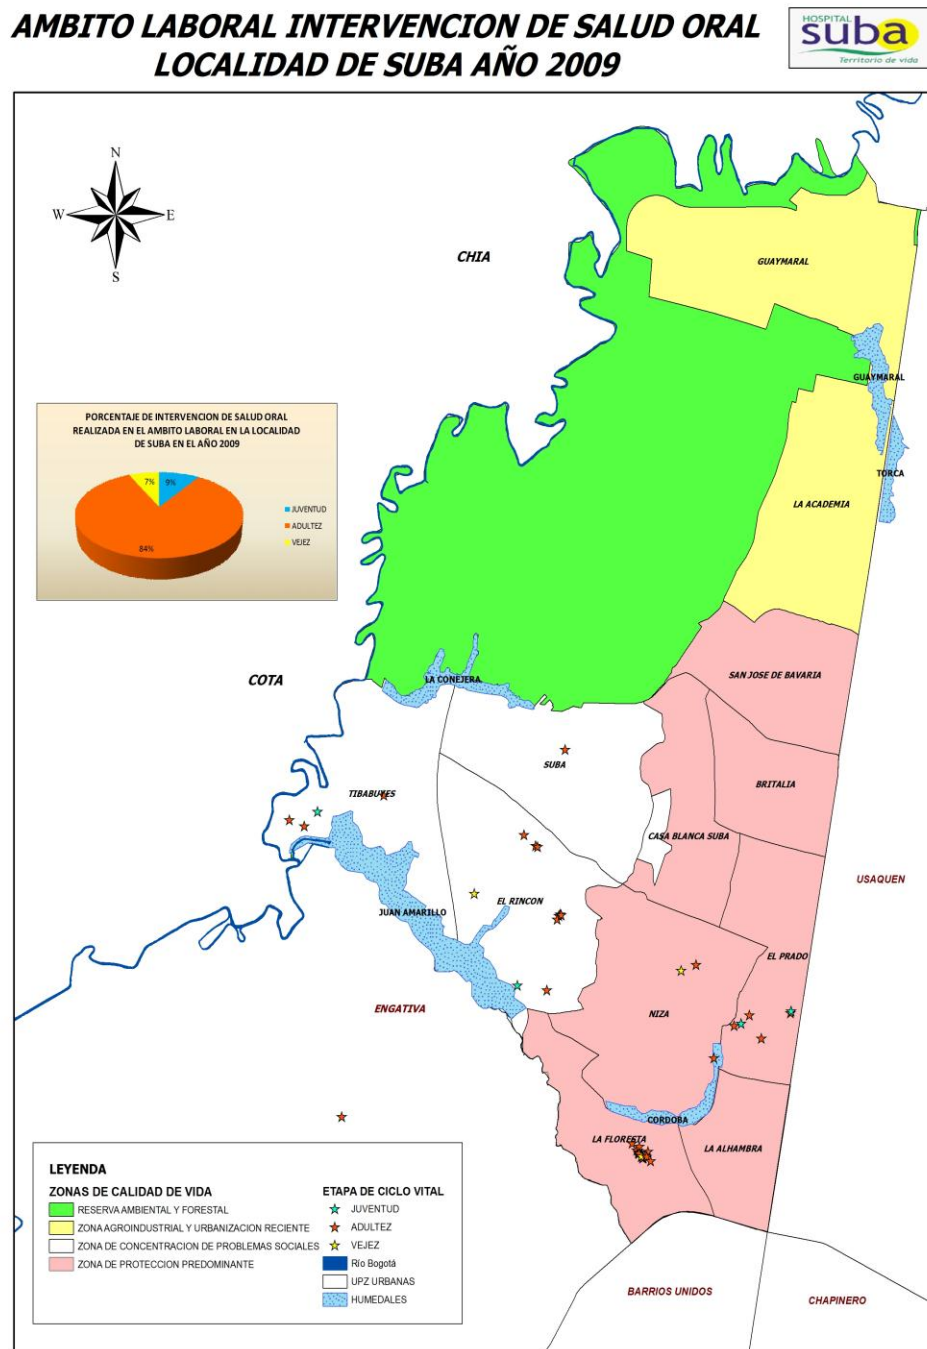 AMBITO LABORAL INTERVENCION DE SALUD ORAL
LOCALIDAD DE SUBA AÑO 2009
HOSPITAL
suba
Territorio de vida
N
W
E
S
CHIA
GUAYMARAL
GUAYMARAL
TORCA
LA ACADEMIA
PORCENTAJE DE INTERVENCION DE SALUD ORAL
REALIZADA EN EL AMBITO LABORAL EN LA LOCALIDAD
DE SUBA EN EL AÑO 2009
7%
9%
84%
JUVENTUD
ADULTEZ
VEJEZ
COTA
LA CONEJERA
SAN JOSE DE BAVARIA
SUBA
BRITALIA
TIBABUYES
CASA BLANCA SUBA
USAQUEN
EL RINCON
JUAN AMARILLO
EL PRADO
ENGATIVA
NIZA
CORDOBA
LA FLORESTA
LA ALHAMBRA
BARRIOS UNIDOS
CHAPINERO
LEYENDA
ZONAS DE CALIDAD DE VIDA
RESERVA AMBIENTAL Y FORESTAL
ZONA AGROINDUSTRIAL Y URBANIZACION RECIENTE
ZONA DE CONCENTRACION DE PROBLEMAS SOCIALES
ZONA DE PROTECCION PREDOMINANTE
ETAPA DE CICLO VITAL
JUVENTUD
ADULTEZ
VEJEZ
Río Bogotá
UPZ URBANAS
HUMEDALES